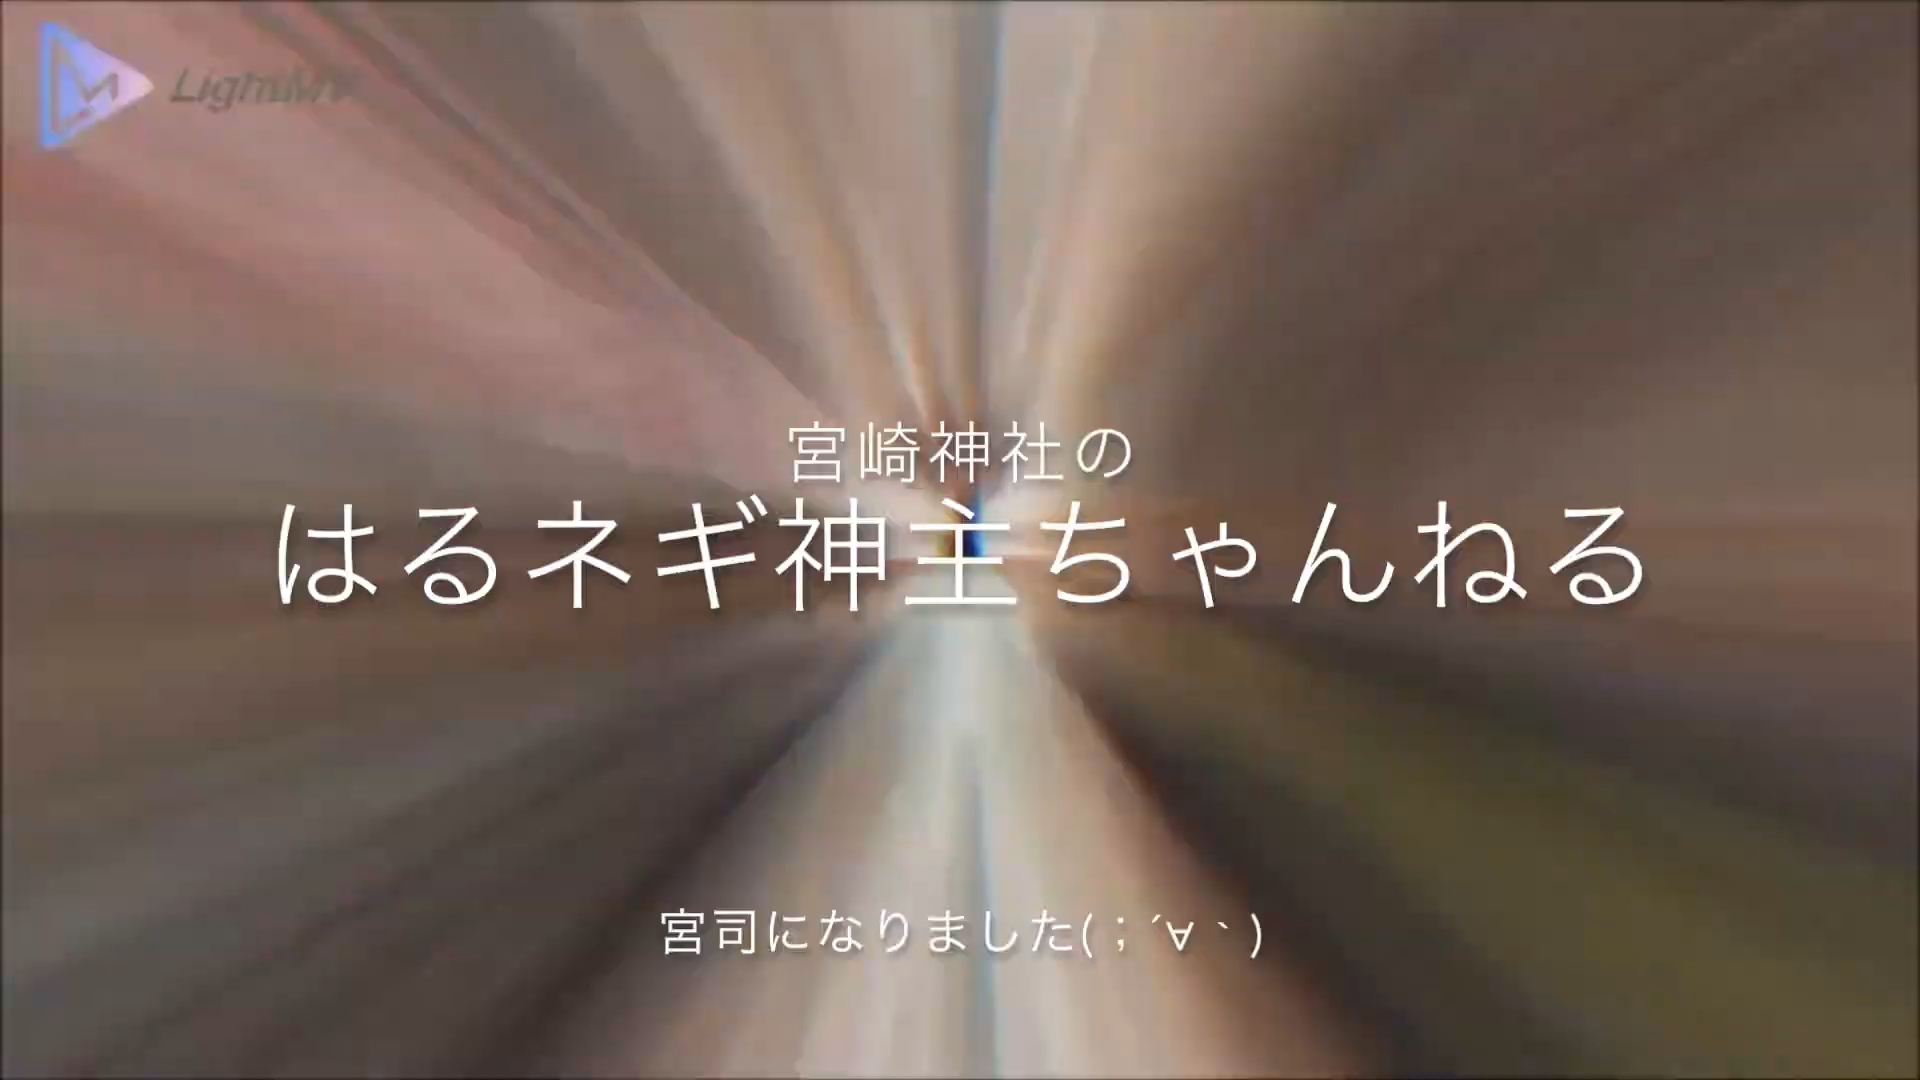 宮崎神社の
はるネギ神主ちゃんねる
宮司になりました( ; ´∀｀)